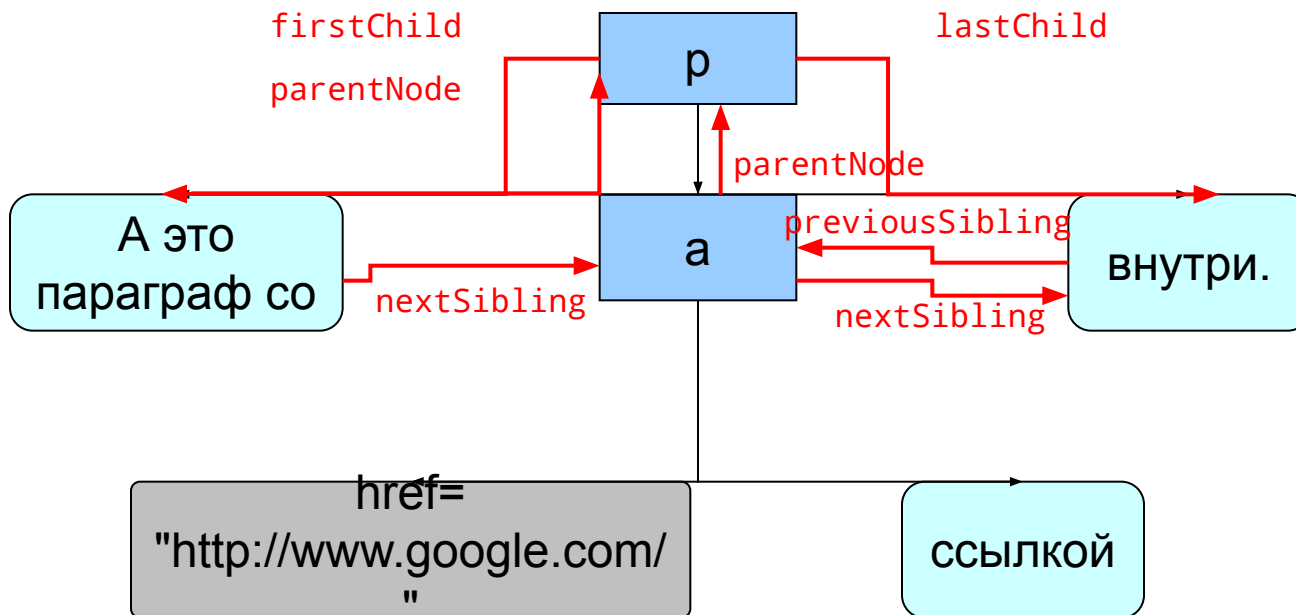 firstChild
p
lastChild
parentNode
parentNode
А это
параграф со
a
previousSibling
внутри.
nextSibling
nextSibling
href=
"http://www.google.com/
"
ссылкой